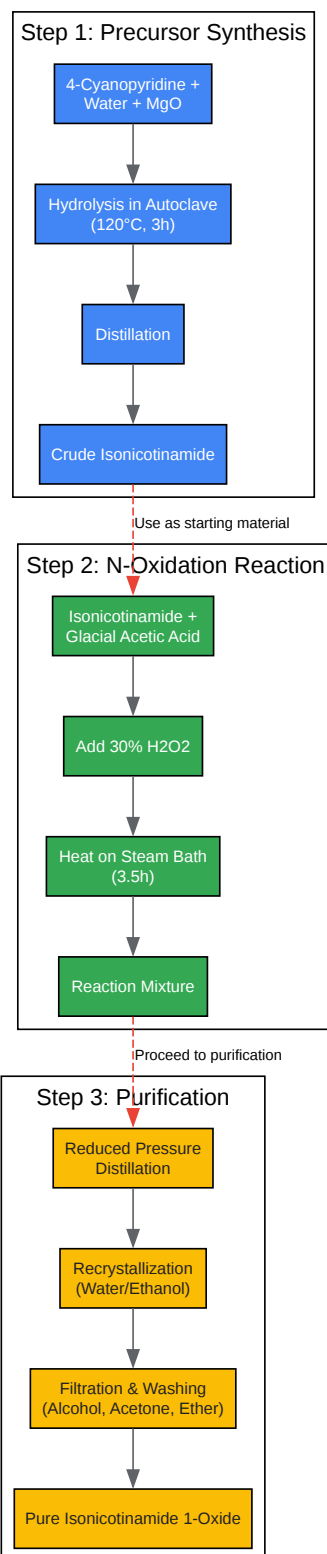 Step 1: Precursor Synthesis
4-Cyanopyridine +
Water + MgO
Hydrolysis in Autoclave
(120°C, 3h)
Distillation
Crude Isonicotinamide
Use as starting material
Step 2: N-Oxidation Reaction
Isonicotinamide +
Glacial Acetic Acid
Add 30% H2O2
Heat on Steam Bath
(3.5h)
Reaction Mixture
Proceed to purification
Step 3: Purification
Reduced Pressure
Distillation
Recrystallization
(Water/Ethanol)
Filtration & Washing
(Alcohol, Acetone, Ether)
Pure Isonicotinamide 1-Oxide